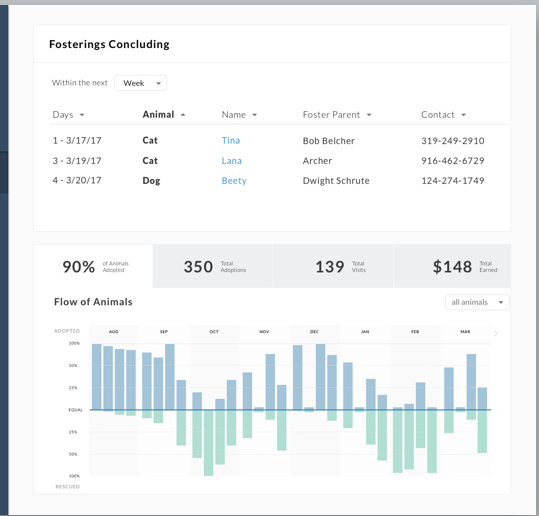 Fosterings Concluding
Within the next Week
Days Animal Name Foster Parent Contact
1 - 3/17/17 Cat Tina Bob Belcher 319-249-2910
3 - 3/19/17 Cat Lana Archer 916-462-6729
4 - 3/20/17 Dog Beety Dwight Schrute 124-274-1749
90% of Animals Adopted
350 Total Adoptions
139 Total Visits
$148 Total Earned
Flow of Animals all animals
ADOPTED AUG SEP OCT NOV DEC JAN FEB MAR
100%
50%
25%
EQUAL
25%
50%
100%
RESCUED